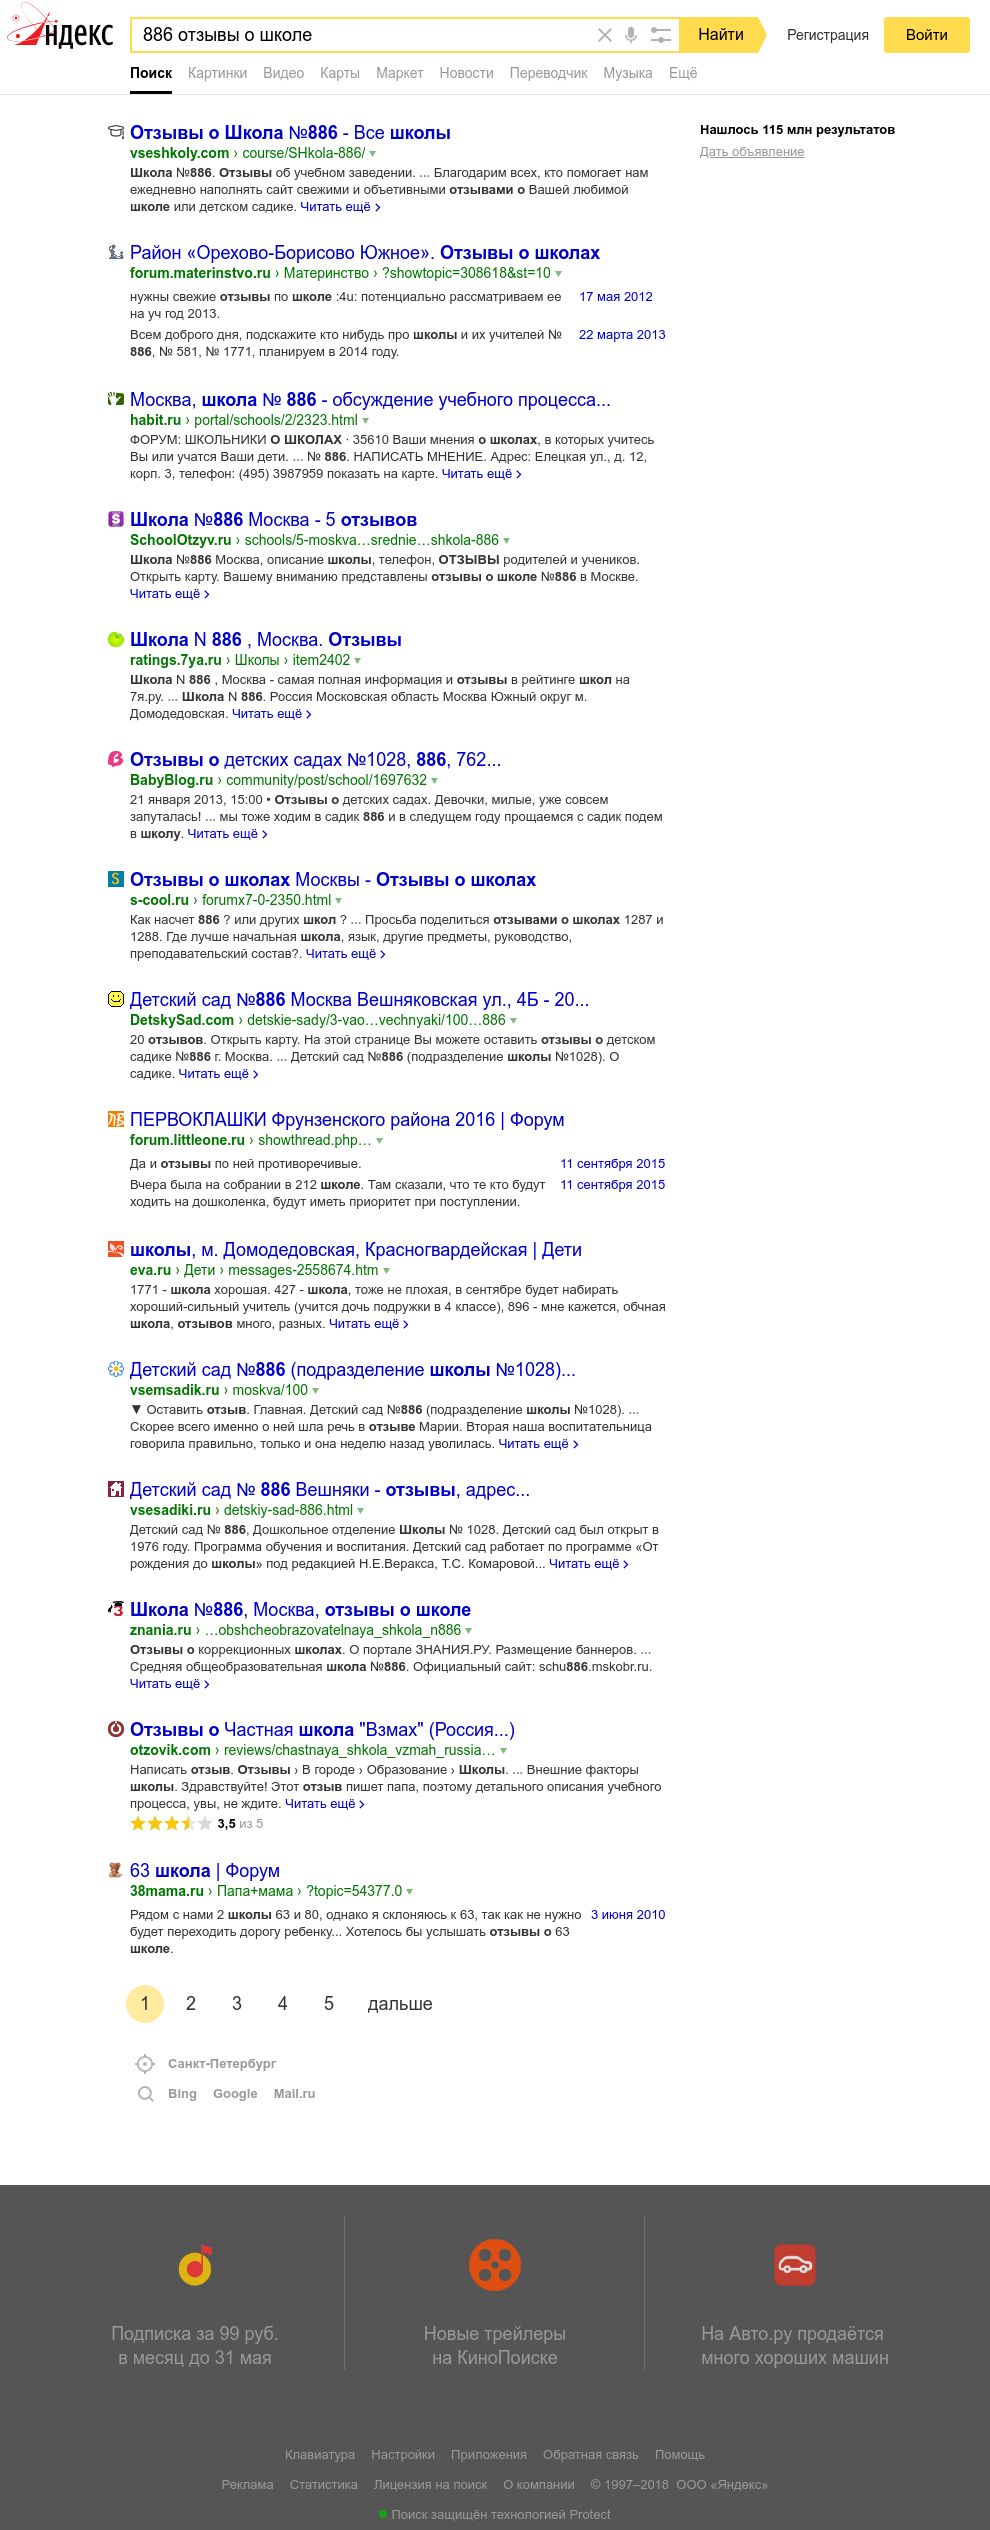 Яндекс
886 отзывы о школе
Найти
Регистрация
Войти
Поиск Картинки Видео Карты Маркет Новости Переводчик Музыка Ещё
Отзывы о Школа №886 - Все школы
vseshkoly.com › course/SHkola-886/
Школа №886. Отзывы об учебном заведении. ... Благодарим всех, кто помогает нам
ежедневно наполнять сайт свежими и объетивными отзывами о Вашей любимой
школе или детском садике. Читать ещё ›
Нашлось 115 млн результатов
Дать объявление
Район «Орехово-Борисово Южное». Отзывы о школах
forum.materinstvo.ru › Материнство › ?showtopic=308618&st=10
нужны свежие отзывы по школе :4u: потенциально рассматриваем ее 17 мая 2012
на уч год 2013.
Всем доброго дня, подскажите кто нибудь про школы и их учителей № 22 марта 2013
886, № 581, № 1771, планируем в 2014 году.
Москва, школа № 886 - обсуждение учебного процесса...
habit.ru › portal/schools/2/2323.html
ФОРУМ: ШКОЛЬНИКИ О ШКОЛАХ · 35610 Ваши мнения о школах, в которых учитесь
Вы или учатся Ваши дети. ... № 886. НАПИСАТЬ МНЕНИЕ. Адрес: Елецкая ул., д. 12,
корп. 3, телефон: (495) 3987959 показать на карте. Читать ещё ›
Школа №886 Москва - 5 отзывов
SchoolOtzyv.ru › schools/5-moskva…srednie…shkola-886
Школа №886 Москва, описание школы, телефон, ОТЗЫВЫ родителей и учеников.
Открыть карту. Вашему вниманию представлены отзывы о школе №886 в Москве.
Читать ещё ›
Школа N 886 , Москва. Отзывы
ratings.7ya.ru › Школы › item2402
Школа N 886 , Москва - самая полная информация и отзывы в рейтинге школ на
7я.ру. ... Школа N 886. Россия Московская область Москва Южный округ м.
Домодедовская. Читать ещё ›
Отзывы о детских садах №1028, 886, 762...
BabyBlog.ru › community/post/school/1697632
21 января 2013, 15:00 • Отзывы о детских садах. Девочки, милые, уже совсем
запуталась! ... мы тоже ходим в садик 886 и в следущем году прощаемся с садик подем
в школу. Читать ещё ›
Отзывы о школах Москвы - Отзывы о школах
s-cool.ru › forumx7-0-2350.html
Как насчет 886 ? или других школ ? ... Просьба поделиться отзывами о школах 1287 и
1288. Где лучше начальная школа, язык, другие предметы, руководство,
преподавательский состав?. Читать ещё ›
Детский сад №886 Москва Вешняковская ул., 4Б - 20...
DetskySad.com › detskie-sady/3-vao…vechnyaki/100…886
20 отзывов. Открыть карту. На этой странице Вы можете оставить отзывы о детском
садике №886 г. Москва. ... Детский сад №886 (подразделение школы №1028). О
садике. Читать ещё ›
ПЕРВОКЛАШКИ Фрунзенского района 2016 | Форум
forum.littleone.ru › showthread.php…
Да и отзывы по ней противоречивые. 11 сентября 2015
Вчера была на собрании в 212 школе. Там сказали, что те кто будут 11 сентября 2015
ходить на дошколенка, будут иметь приоритет при поступлении.
школы, м. Домодедовская, Красногвардейская | Дети
eva.ru › Дети › messages-2558674.htm
1771 - школа хорошая. 427 - школа, тоже не плохая, в сентябре будет набирать
хороший-сильный учитель (учится дочь подружки в 4 классе), 896 - мне кажется, обчная
школа, отзывов много, разных. Читать ещё ›
Детский сад №886 (подразделение школы №1028)...
vsemsadik.ru › moskva/100
▼ Оставить отзыв. Главная. Детский сад №886 (подразделение школы №1028). ...
Скорее всего именно о ней шла речь в отзыве Марии. Вторая наша воспитательница
говорила правильно, только и она неделю назад уволилась. Читать ещё ›
Детский сад № 886 Вешняки - отзывы, адрес...
vsesadiki.ru › detskiy-sad-886.html
Детский сад № 886, Дошкольное отделение Школы № 1028. Детский сад был открыт в
1976 году. Программа обучения и воспитания. Детский сад работает по программе «От
рождения до школы» под редакцией Н.Е.Веракса, Т.С. Комаровой... Читать ещё ›
Школа №886, Москва, отзывы о школе
znania.ru › …obshcheobrazovatelnaya_shkola_n886
Отзывы о коррекционных школах. О портале ЗНАНИЯ.РУ. Размещение баннеров. ...
Средняя общеобразовательная школа №886. Официальный сайт: schu886.mskobr.ru.
Читать ещё ›
Отзывы о Частная школа "Взмах" (Россия...)
otzovik.com › reviews/chastnaya_shkola_vzmah_russia…
Написать отзыв. Отзывы › В городе › Образование › Школы. ... Внешние факторы
школы. Здравствуйте! Этот отзыв пишет папа, поэтому детального описания учебного
процесса, увы, не ждите. Читать ещё ›
3,5 из 5
63 школа | Форум
38mama.ru › Папа+мама › ?topic=54377.0
Рядом с нами 2 школы 63 и 80, однако я склоняюсь к 63, так как не нужно 3 июня 2010
будет переходить дорогу ребенку... Хотелось бы услышать отзывы о 63
школе.
1 2 3 4 5 дальше
Санкт-Петербург
Bing Google Mail.ru
Подписка за 99 руб.
в месяц до 31 мая
Новые трейлеры
на КиноПоиске
На Авто.ру продаётся
много хороших машин
Клавиатура Настройки Приложения Обратная связь Помощь
Реклама Статистика Лицензия на поиск О компании © 1997–2018 ООО «Яндекс»
Поиск защищён технологией Protect